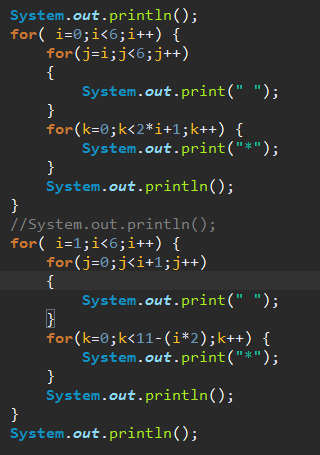 System.out.println();
for( i=0;i<6;i++) {
    for(j=i;j<6;j++)
    {
        System.out.print(" ");
    }
    for(k=0;k<2*i+1;k++) {
        System.out.print("*");
    }
    System.out.println();
}
//System.out.println();
for( i=1;i<6;i++) {
    for(j=0;j<i+1;j++)
    {
        System.out.print(" ");
    }
    for(k=0;k<11-(i*2);k++) {
        System.out.print("*");
    }
    System.out.println();
}
System.out.println();